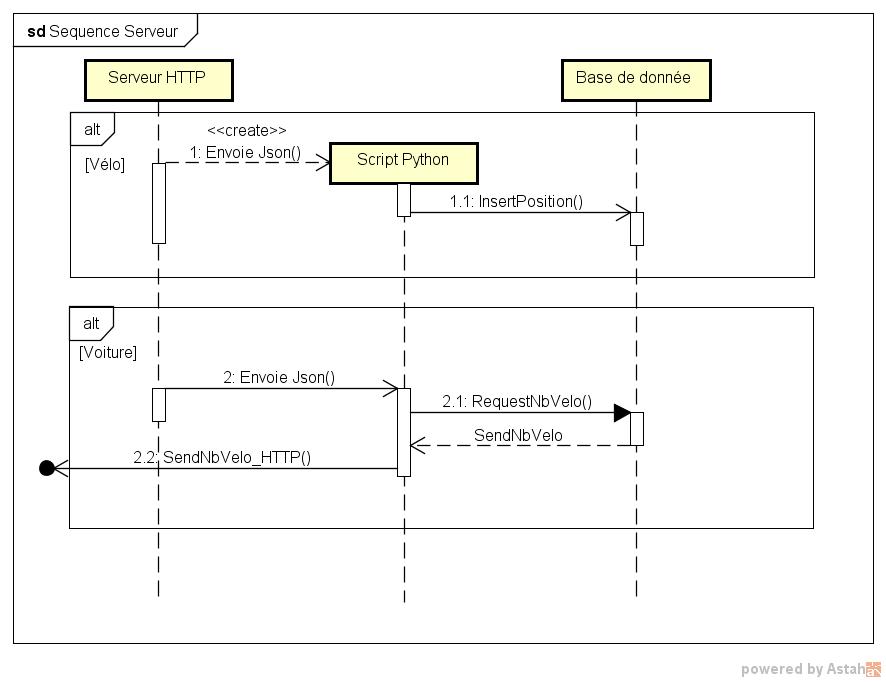 sd Sequence Serveur
Serveur HTTP
Base de donnée
alt
<<create>>
[Vélo]
1: Envoie Json()
Script Python
1.1: InsertPosition()
alt
[Voiture]
2: Envoie Json()
2.1: RequestNbVelo()
SendNbVelo
2.2: SendNbVelo_HTTP()
powered by Astah